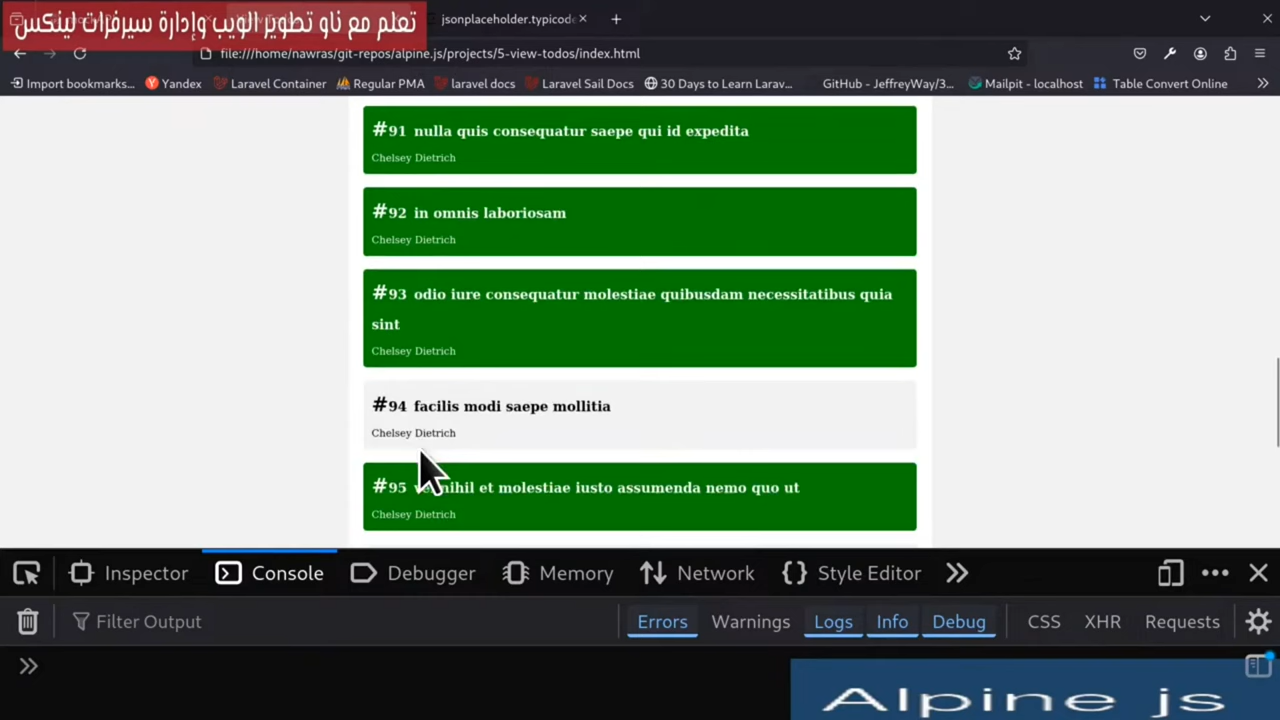 تعلم مع ناو تطوير الويب وإدارة سيرفرات لينكس
jsonplaceholder.typicode
file:///home/nawras/git-repos/alpine.js/projects/5-view-todos/index.html
Import bookmarks... Yandex Laravel Container Regular PMA laravel docs Laravel Sail Docs 30 Days to Learn Larav... GitHub - JeffreyWay/3... Mailpit - localhost Table Convert Online
#91 nulla quis consequatur saepe qui id expedita
Chelsey Dietrich
#92 in omnis laboriosam
Chelsey Dietrich
#93 odio iure consequatur molestiae quibusdam necessitatibus quia
sint
Chelsey Dietrich
#94 facilis modi saepe mollitia
Chelsey Dietrich
#95 nihil et molestiae iusto assumenda nemo quo ut
Chelsey Dietrich
Inspector Console Debugger Memory Network Style Editor
Filter Output Errors Warnings Logs Info Debug CSS XHR Requests
Alpine js